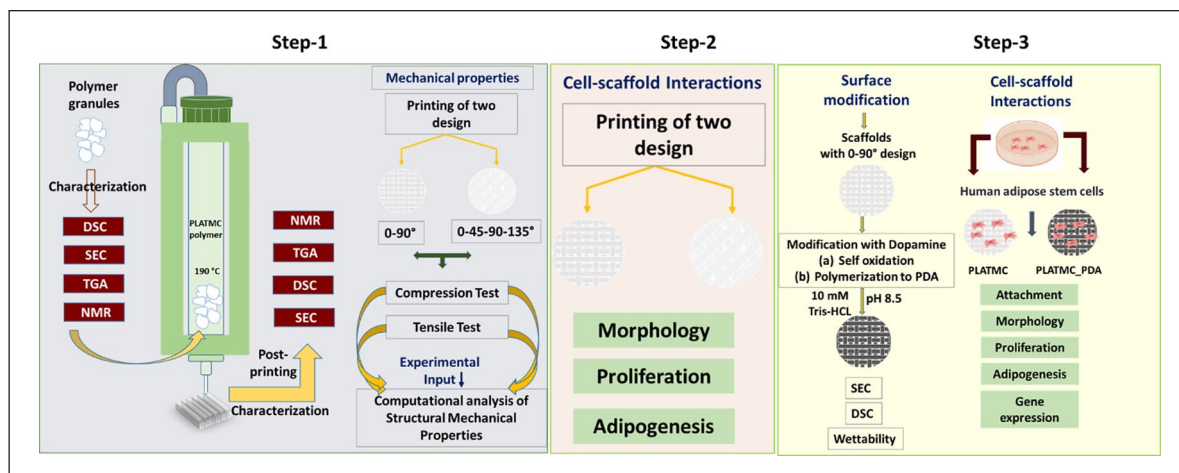 Step-1
Polymer
granules
Characterization
DSC
SEC
TGA
NMR
PLATMC
polymer
190 °C
NMR
TGA
DSC
SEC
Post-
printing
Characterization
Mechanical properties
Printing of two
design
0-90°
0-45-90-135°
Compression Test
Tensile Test
Experimental
Input
Computational analysis of
Structural Mechanical
Properties
Step-2
Cell-scaffold Interactions
Printing of two
design
Morphology
Proliferation
Adipogenesis
Step-3
Surface
modification
Scaffolds
with 0-90° design
Modification with Dopamine
(a) Self oxidation
(b) Polymerization to PDA
10 mM
Tris-HCL
pH 8.5
SEC
DSC
Wettability
Cell-scaffold
Interactions
Human adipose stem cells
PLATMC
PLATMC_PDA
Attachment
Morphology
Proliferation
Adipogenesis
Gene
expression